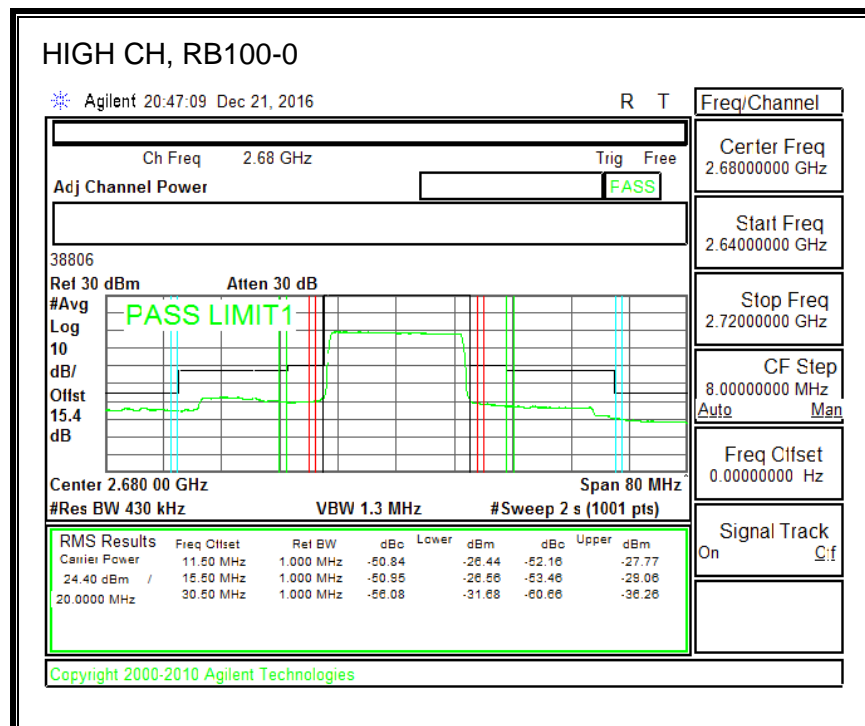 HIGH CH, RB100-0
Agilent 20:47:09 Dec 21, 2016 R T
Freq/Channel
Ch Freq 2.68 GHz Trig Free
Adj Channel Power
PASS
Center Freq
2.68000000 GHz
Start Freq
2.64000000 GHz
Stop Freq
2.72000000 GHz
CF Step
8.00000000 MHz
Auto Man
Freq Offset
0.00000000 Hz
Signal Track
On Off
38806
Ref 30 dBm Atten 30 dB
#Avg
Log
10
dB/
Offst
15.4
dB
PASS LIMIT1
Center 2.680 00 GHz Span 80 MHz
#Res BW 430 kHz VBW 1.3 MHz #Sweep 2 s (1001 pts)
RMS Results Freq Offset Ref BW dBc Lower dBm dBc Upper dBm
Carrier Power 11.50 MHz 1.000 MHz -50.84 -26.44 -52.16 -27.77
24.40 dBm / 15.50 MHz 1.000 MHz -50.95 -26.56 -53.46 -29.06
20.0000 MHz 30.50 MHz 1.000 MHz -56.08 -31.68 -60.66 -36.26
Copyright 2000-2010 Agilent Technologies